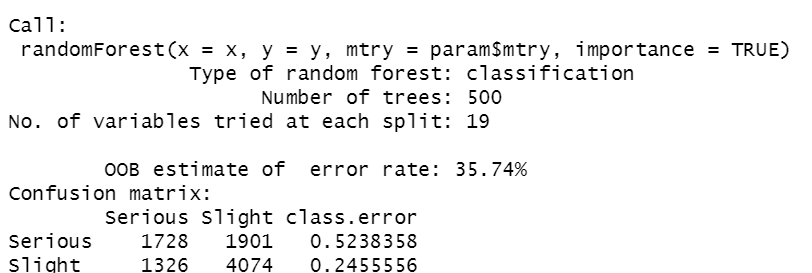 Call:
randomForest(x = x, y = y, mtry = param$mtry, importance = TRUE)
Type of random forest: classification
Number of trees: 500
No. of variables tried at each split: 19
OOB estimate of  error rate: 35.74%
Confusion matrix:
Serious Slight class.error
Serious 1728 1901 0.5238358
Slight 1326 4074 0.2455556